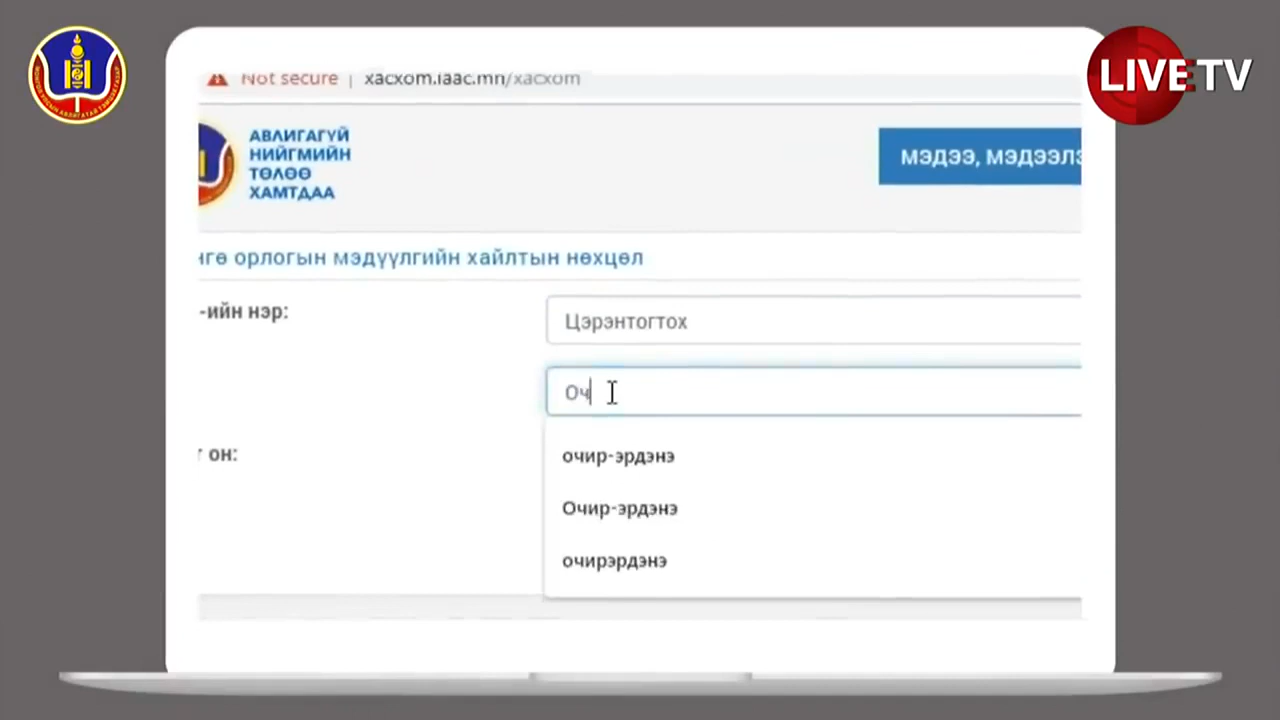 LIVE TV
Not secure | xacxom.iaac.mn/xacxom
АВЛИГАГҮЙ
НИЙГМИЙН
ТӨЛӨӨ
ХАМТДАА
МЭДЭЭ, МЭДЭЭЛЭ
нгө орлогын мэдүүлгийн хайлтын нөхцөл
-ийн нэр:
Цэрэнтогтох
Оч
очир-эрдэнэ
г он:
Очир-эрдэнэ
очирэрдэнэ